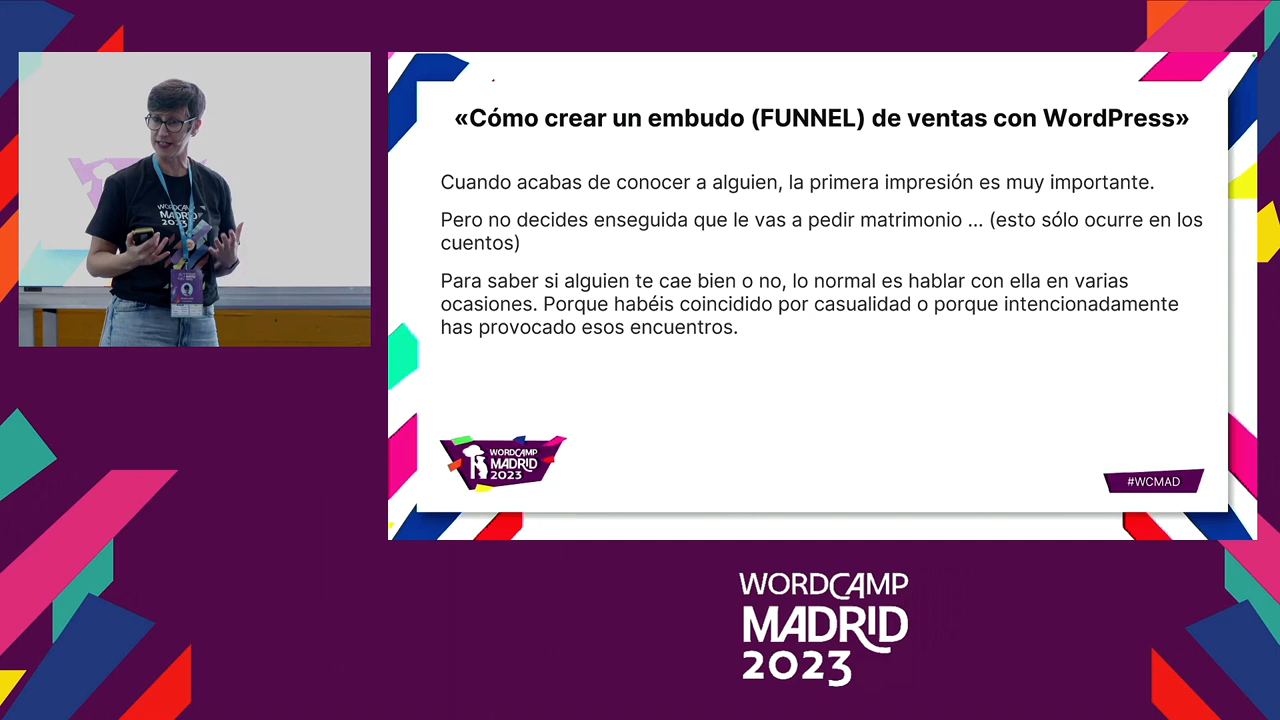 WORDCAMP
MADRID
2023
«Cómo crear un embudo (FUNNEL) de ventas con WordPress»
Cuando acabas de conocer a alguien, la primera impresión es muy importante.
Pero no decides enseguida que le vas a pedir matrimonio ... (esto sólo ocurre en los
cuentos)
Para saber si alguien te cae bien o no, lo normal es hablar con ella en varias
ocasiones. Porque habéis coincidido por casualidad o porque intencionadamente
has provocado esos encuentros.
WORDCAMP
MADRID
2023
#WCMAD
WORDCAMP
MADRID
2023